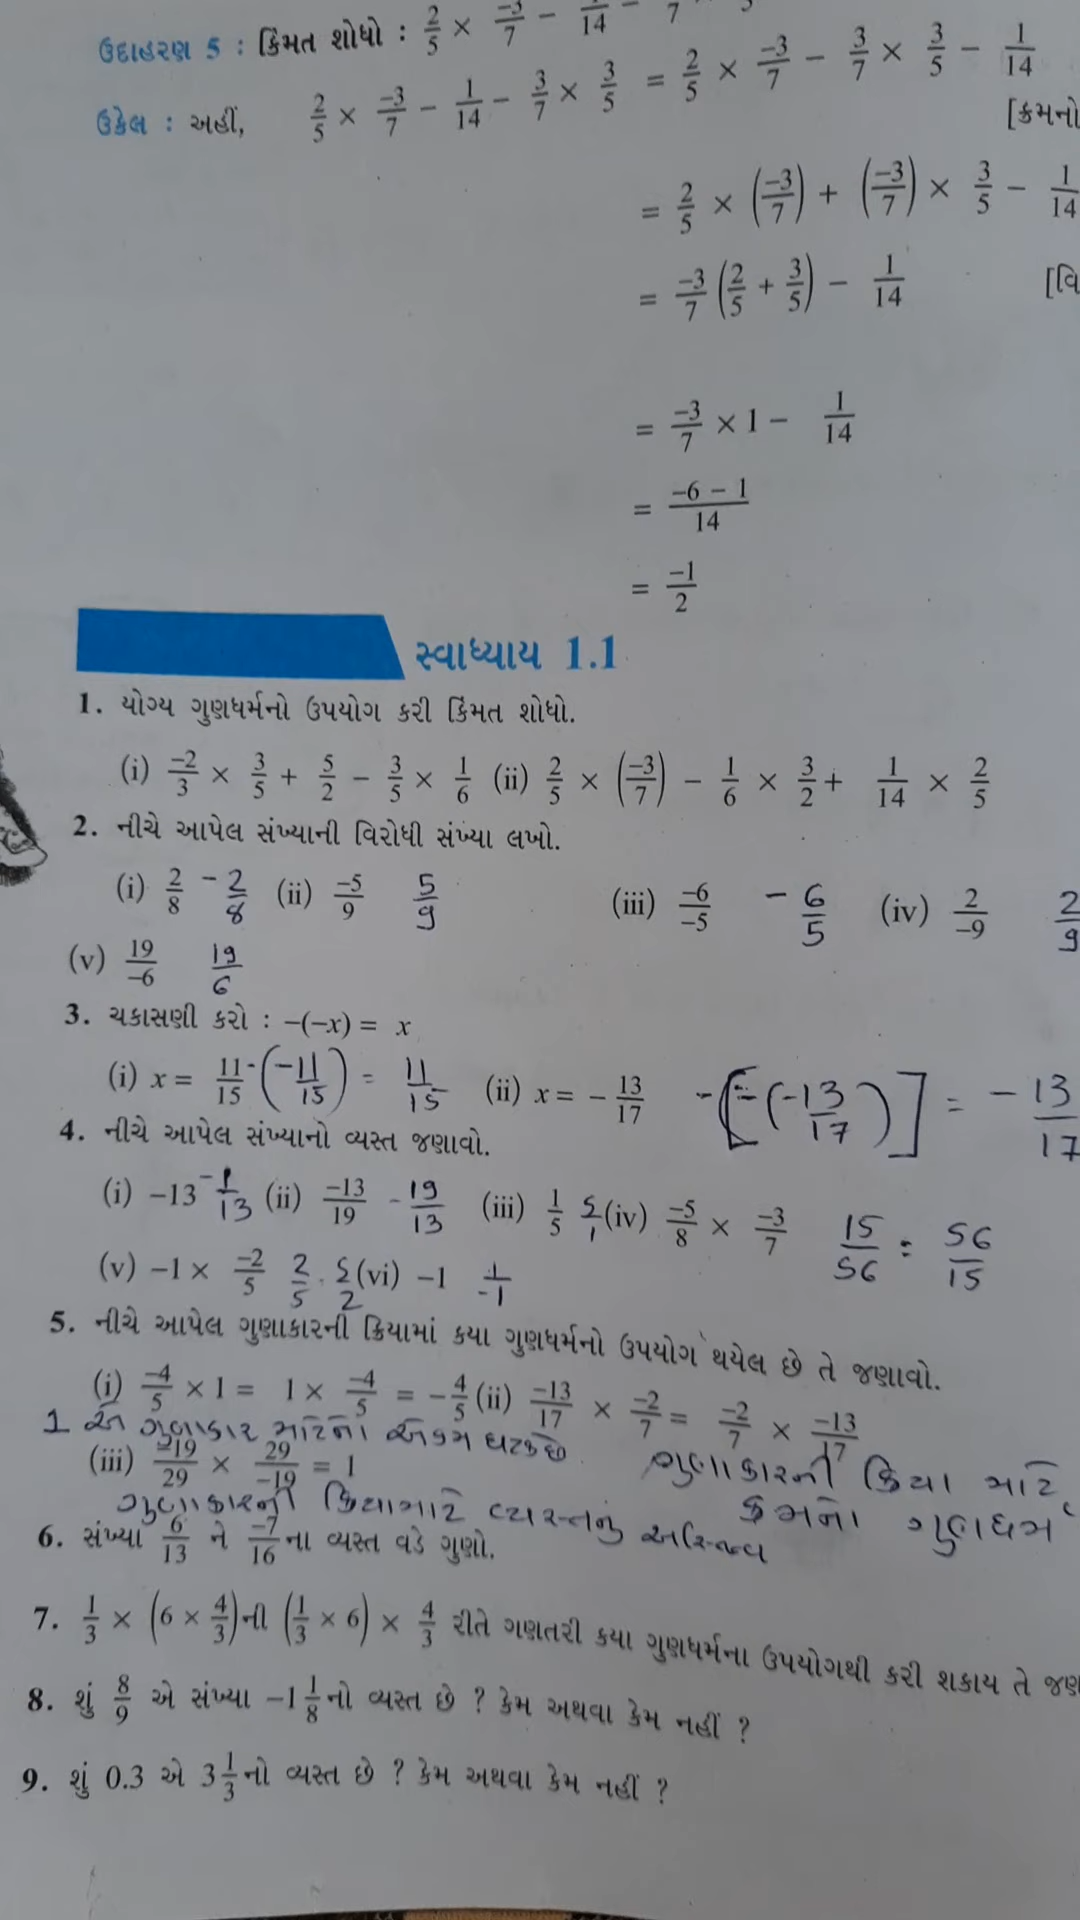 ઉદાહરણ 5 : કિંમત શોધો : 2/5 × -3/7 - 1/14 -
ઉકેલ : અહીં, 2/5 × -3/7 - 1/14 - 3/7 × 3/5 = 2/5 × -3/7 - 3/7 × 3/5 - 1/14
[ક્રમનો
= 2/5 × (-3/7) + (-3/7) × 3/5 - 1/14
= -3/7 (2/5 + 3/5) - 1/14 [વિ
= -3/7 × 1 - 1/14
= -6 - 1/14
= -1/2
સ્વાધ્યાય 1.1
1. યોગ્ય ગુણધર્મનો ઉપયોગ કરી કિંમત શોધો.
(i) -2/3 × 3/5 + 5/2 - 3/5 × 1/6 (ii) 2/5 × (-3/7) - 1/6 × 3/2 + 1/14 × 2/5
2. નીચે આપેલ સંખ્યાની વિરોધી સંખ્યા લખો.
(i) 2/8 -2/8 (ii) -5/9 5/9 (iii) -6/-5 -6/5 (iv) 2/-9 2/9
(v) 19/-6 19/6
3. ચકાસણી કરો : -(-x) = x
(i) x = 11/15 -(-11/15) = 11/15 (ii) x = -13/17 -[-(-13/17)] = -13/17
4. નીચે આપેલ સંખ્યાનો વ્યસ્ત જણાવો.
(i) -13 -1/13 (ii) -13/19 -19/13 (iii) 1/5 5/1 (iv) -5/8 × -3/7 15/56 = 56/15
(v) -1 × -2/5 2/5 . 5/2 (vi) -1 1/-1
5. નીચે આપેલ ગુણાકારની ક્રિયામાં કયા ગુણધર્મનો ઉપયોગ થયેલ છે તે જણાવો.
(i) -4/5 × 1 = 1 × -4/5 = -4/5 (ii) -13/17 × -2/7 = -2/7 × -13/17
1 એ ગુણાકાર માટેનો એકમ ઘટક છે
(iii) -19/29 × 29/-19 = 1 ગુણાકારની ક્રિયા માટે
ગુણાકારની ક્રિયા માટે વ્યસ્તનું અસ્તિત્વ ક્રમનો ગુણધર્મ
6. સંખ્યા 6/13 ને -7/16 ના વ્યસ્ત વડે ગુણો.
7. 1/3 × (6 × 4/3) ની (1/3 × 6) × 4/3 રીતે ગણતરી કયા ગુણધર્મના ઉપયોગથી કરી શકાય તે જણ
8. શું 8/9 એ સંખ્યા -1 1/8 નો વ્યસ્ત છે ? કેમ અથવા કેમ નહીં ?
9. શું 0.3 એ 3 1/3 નો વ્યસ્ત છે ? કેમ અથવા કેમ નહીં ?